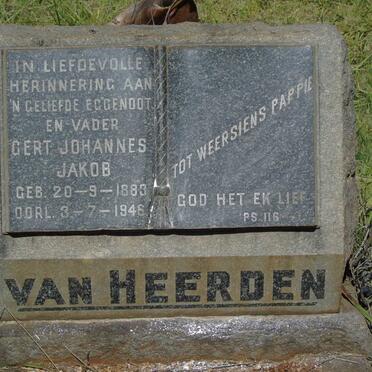 IN LIEFDEVOLLE
HERINNERING AAN
'N GELIEFDE EGGENOOT
EN VADER
GERT JOHANNES
JAKOB
GEB. 20-9-1883
OORL. 3-7-1946
TOT WEERSIENS PAPPIE
GOD HET EK LIEF
PS. 116
VAN HEERDEN